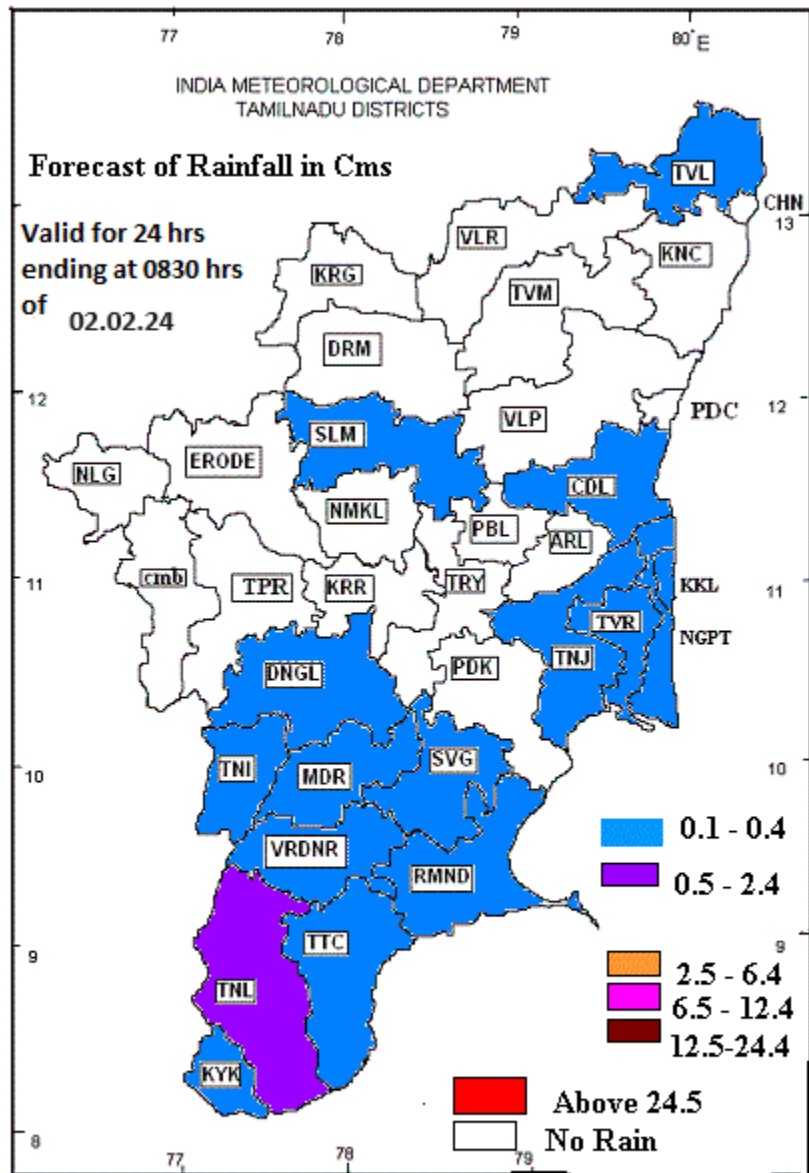 77 78 79 80°E
INDIA METEOROLOGICAL DEPARTMENT
TAMILNADU DISTRICTS
Forecast of Rainfall in Cms
TVL
CHN
13
Valid for 24 hrs
ending at 0830 hrs
of
02.02.24
VLR
KNC
KRG
TVM
DRM
12
12
PDC
SLM
VLP
ERODE
NLG
CDL
NMKL
PBL
ARL
11
cmb
TPR
KRR
TRY
KKL
11
TVR
NGPT
TNJ
DNGL
PDK
10
TNI
MDR
SVG
10
0.1 - 0.4
VRDNR
RMND
0.5 - 2.4
9
TTC
9
2.5 - 6.4
TNL
6.5 - 12.4
12.5-24.4
KYK
Above 24.5
8
No Rain
77 78 79